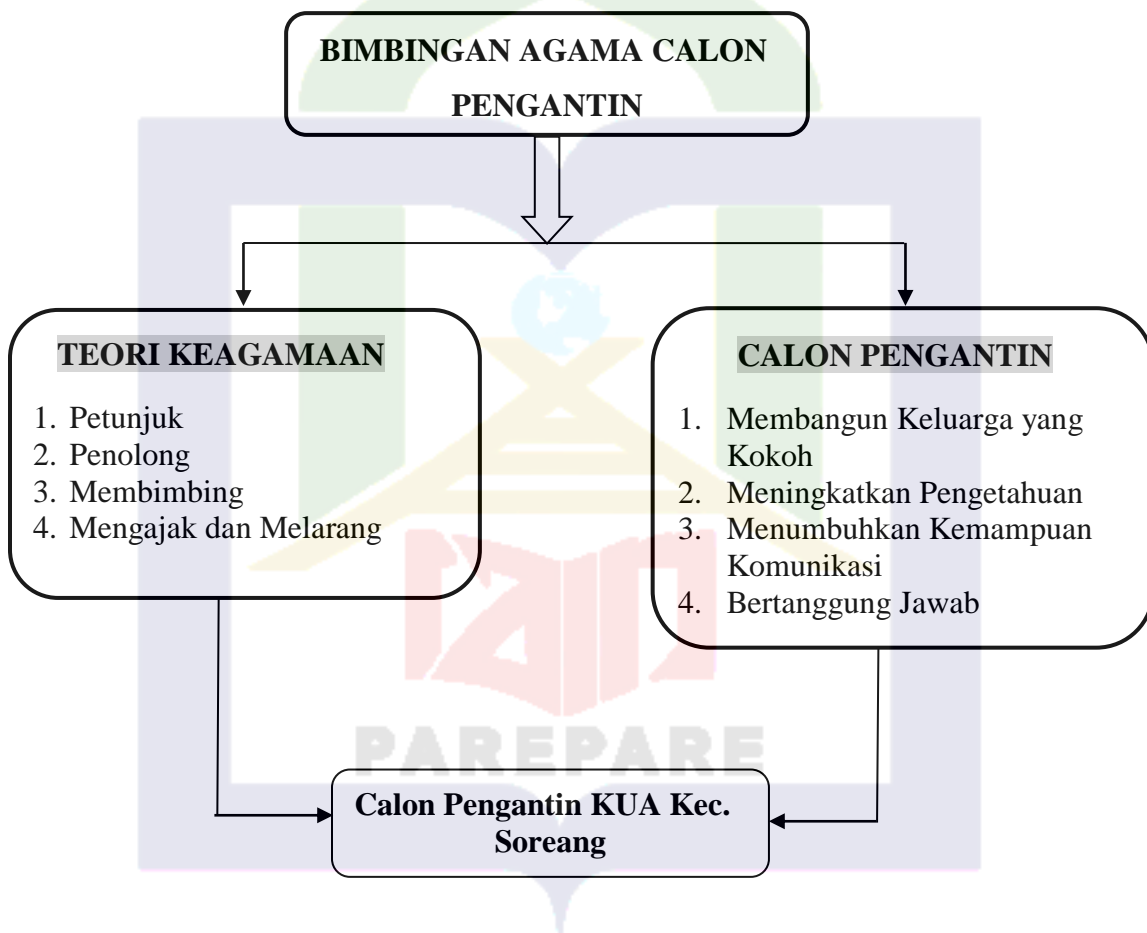 BIMBINGAN AGAMA CALON
PENGANTIN
TEORI KEAGAMAAN
1. Petunjuk
2. Penolong
3. Membimbing
4. Mengajak dan Melarang
CALON PENGANTIN
1. Membangun Keluarga yang
Kokoh
2. Meningkatkan Pengetahuan
3. Menumbuhkan Kemampuan
Komunikasi
4. Bertanggung Jawab
PAREPARE
Calon Pengantin KUA Kec.
Soreang